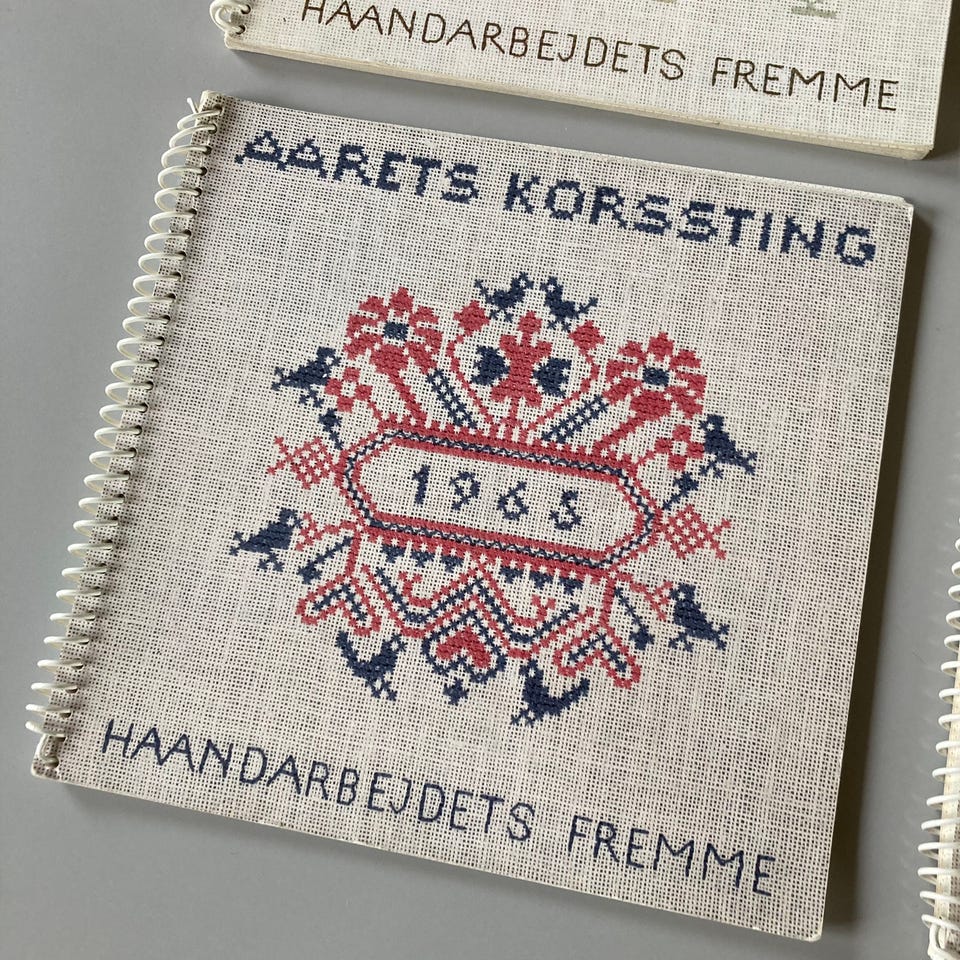 HAANDARBEJDETS FREMME
AARETS KORSSTING
1965
HAANDARBEJDETS FREMME